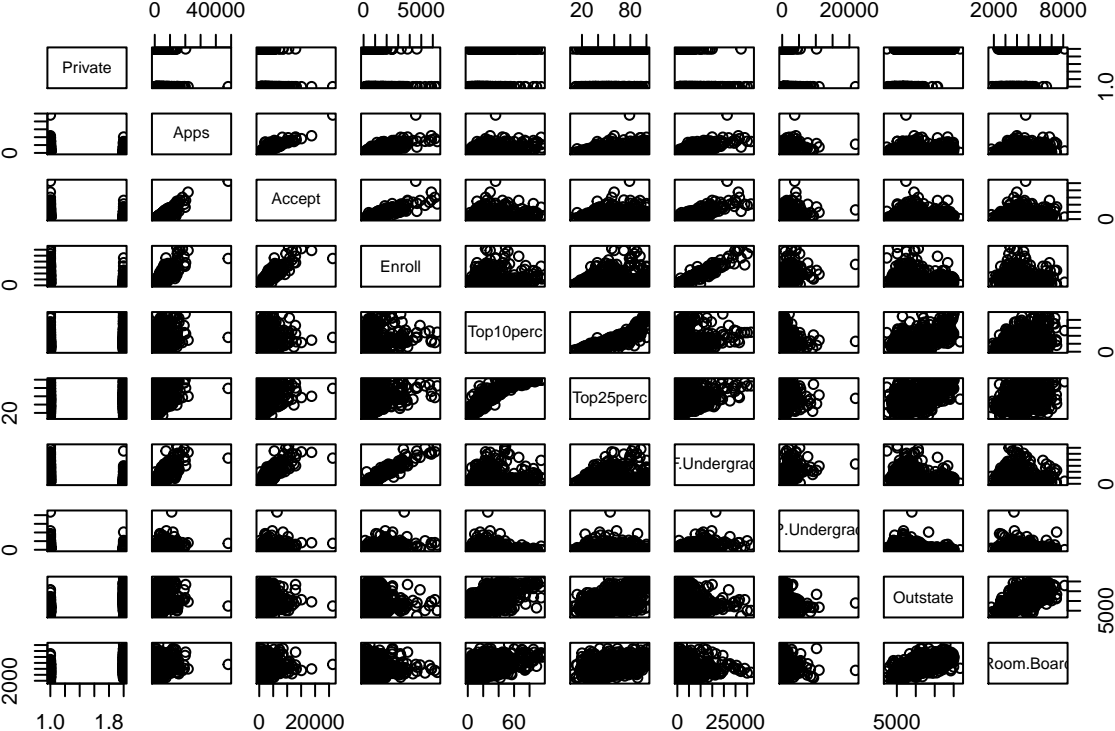 0 40000 0 5000 20 80 0 20000 2000 8000
Private 1.0
0 Apps
Accept 0
0 Enroll
Top10perc 0
20 Top25perc
F.Undergrad 0
0 P.Undergrad
Outstate 5000
2000 Room.Board
1.0 1.8 0 20000 0 60 0 25000 5000